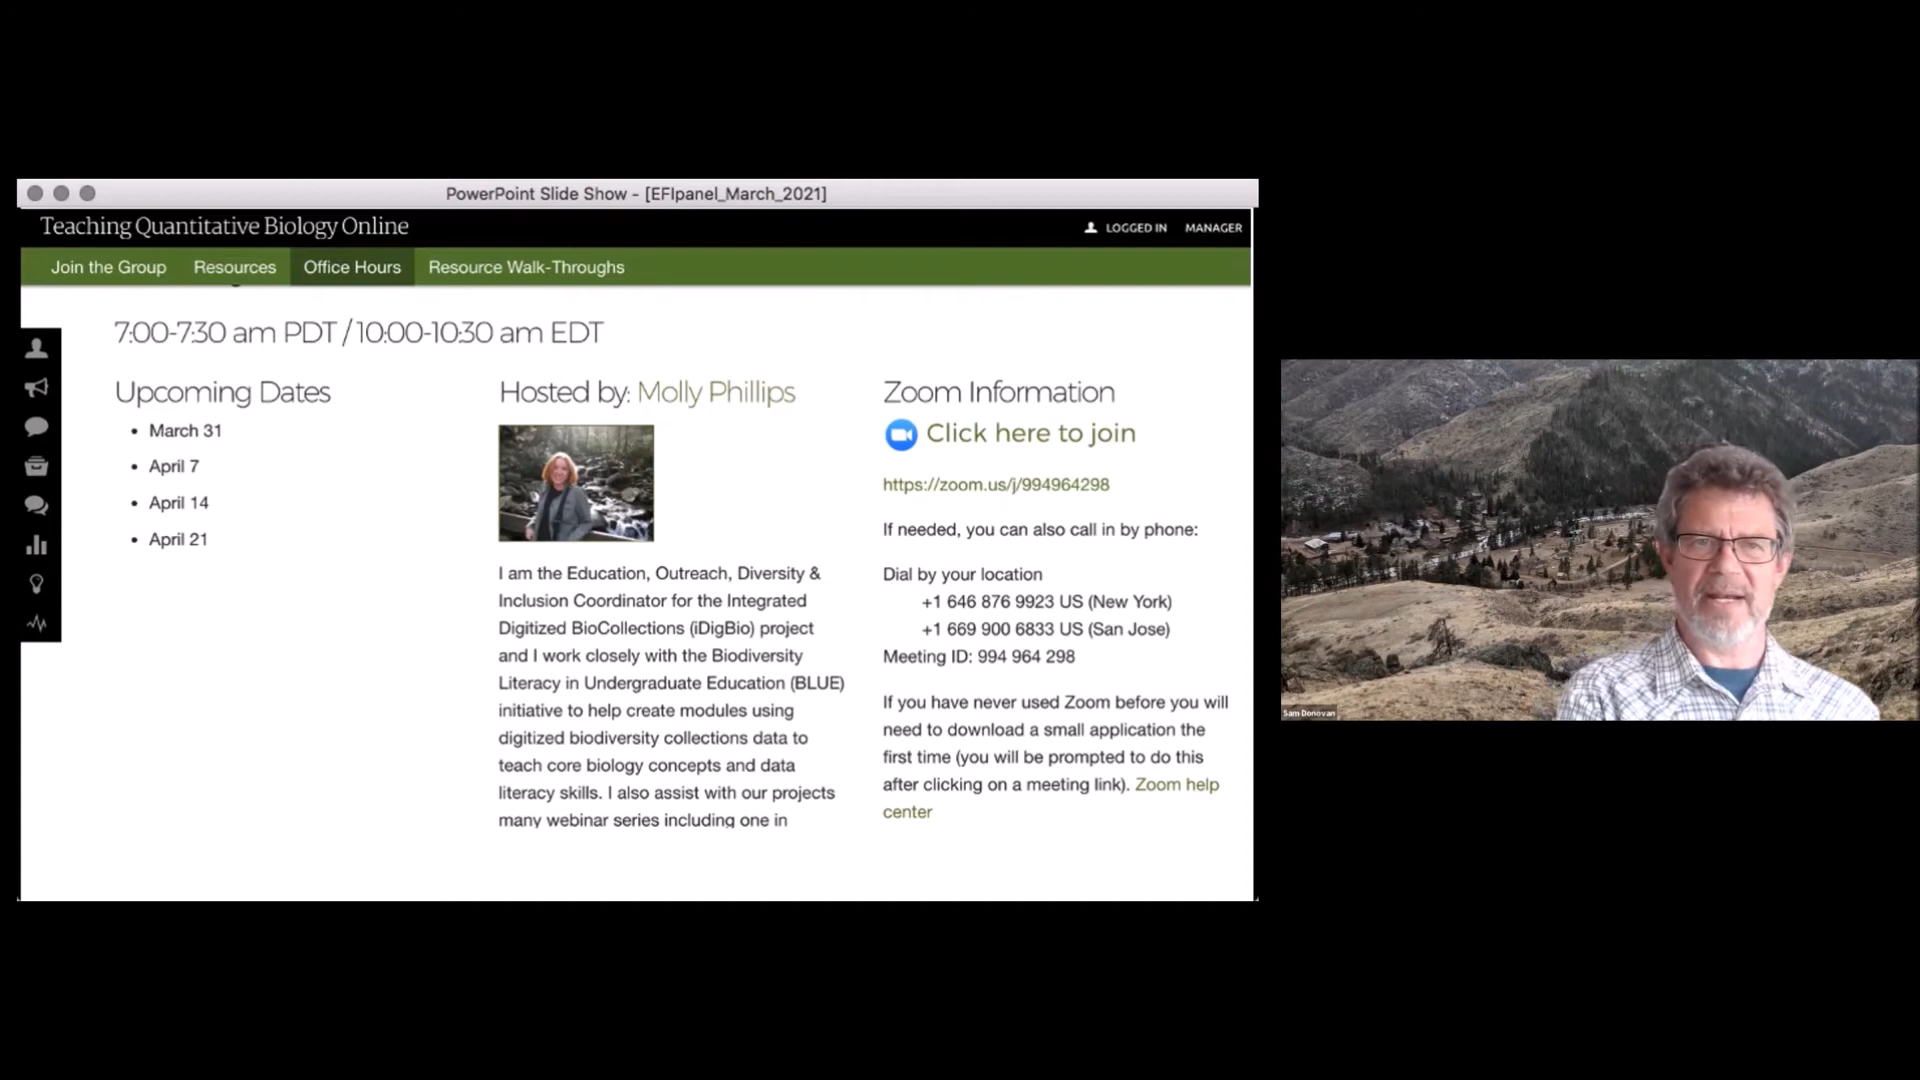 PowerPoint Slide Show - [EFIpanel_March_2021]
Teaching Quantitative Biology Online
LOGGED IN
MANAGER
Join the Group
Resources
Office Hours
Resource Walk-Throughs
7:00-7:30 am PDT / 10:00-10:30 am EDT
Upcoming Dates
• March 31
• April 7
• April 14
• April 21
Hosted by: Molly Phillips
I am the Education, Outreach, Diversity &
Inclusion Coordinator for the Integrated
Digitized BioCollections (iDigBio) project
and I work closely with the Biodiversity
Literacy in Undergraduate Education (BLUE)
initiative to help create modules using
digitized biodiversity collections data to
teach core biology concepts and data
literacy skills. I also assist with our projects
many webinar series including one in
Zoom Information
Click here to join
https://zoom.us/j/994964298
If needed, you can also call in by phone:
Dial by your location
+1 646 876 9923 US (New York)
+1 669 900 6833 US (San Jose)
Meeting ID: 994 964 298
If you have never used Zoom before you will
need to download a small application the
first time (you will be prompted to do this
after clicking on a meeting link). Zoom help
center
Sam Donovan